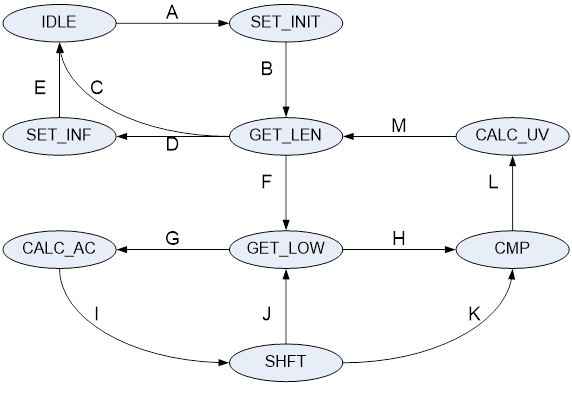 A
IDLE
SET_INIT
B
E
C
SET_INF
D
GET_LEN
M
CALC_UV
F
L
CALC_AC
G
GET_LOW
H
CMP
I
J
K
SHFT